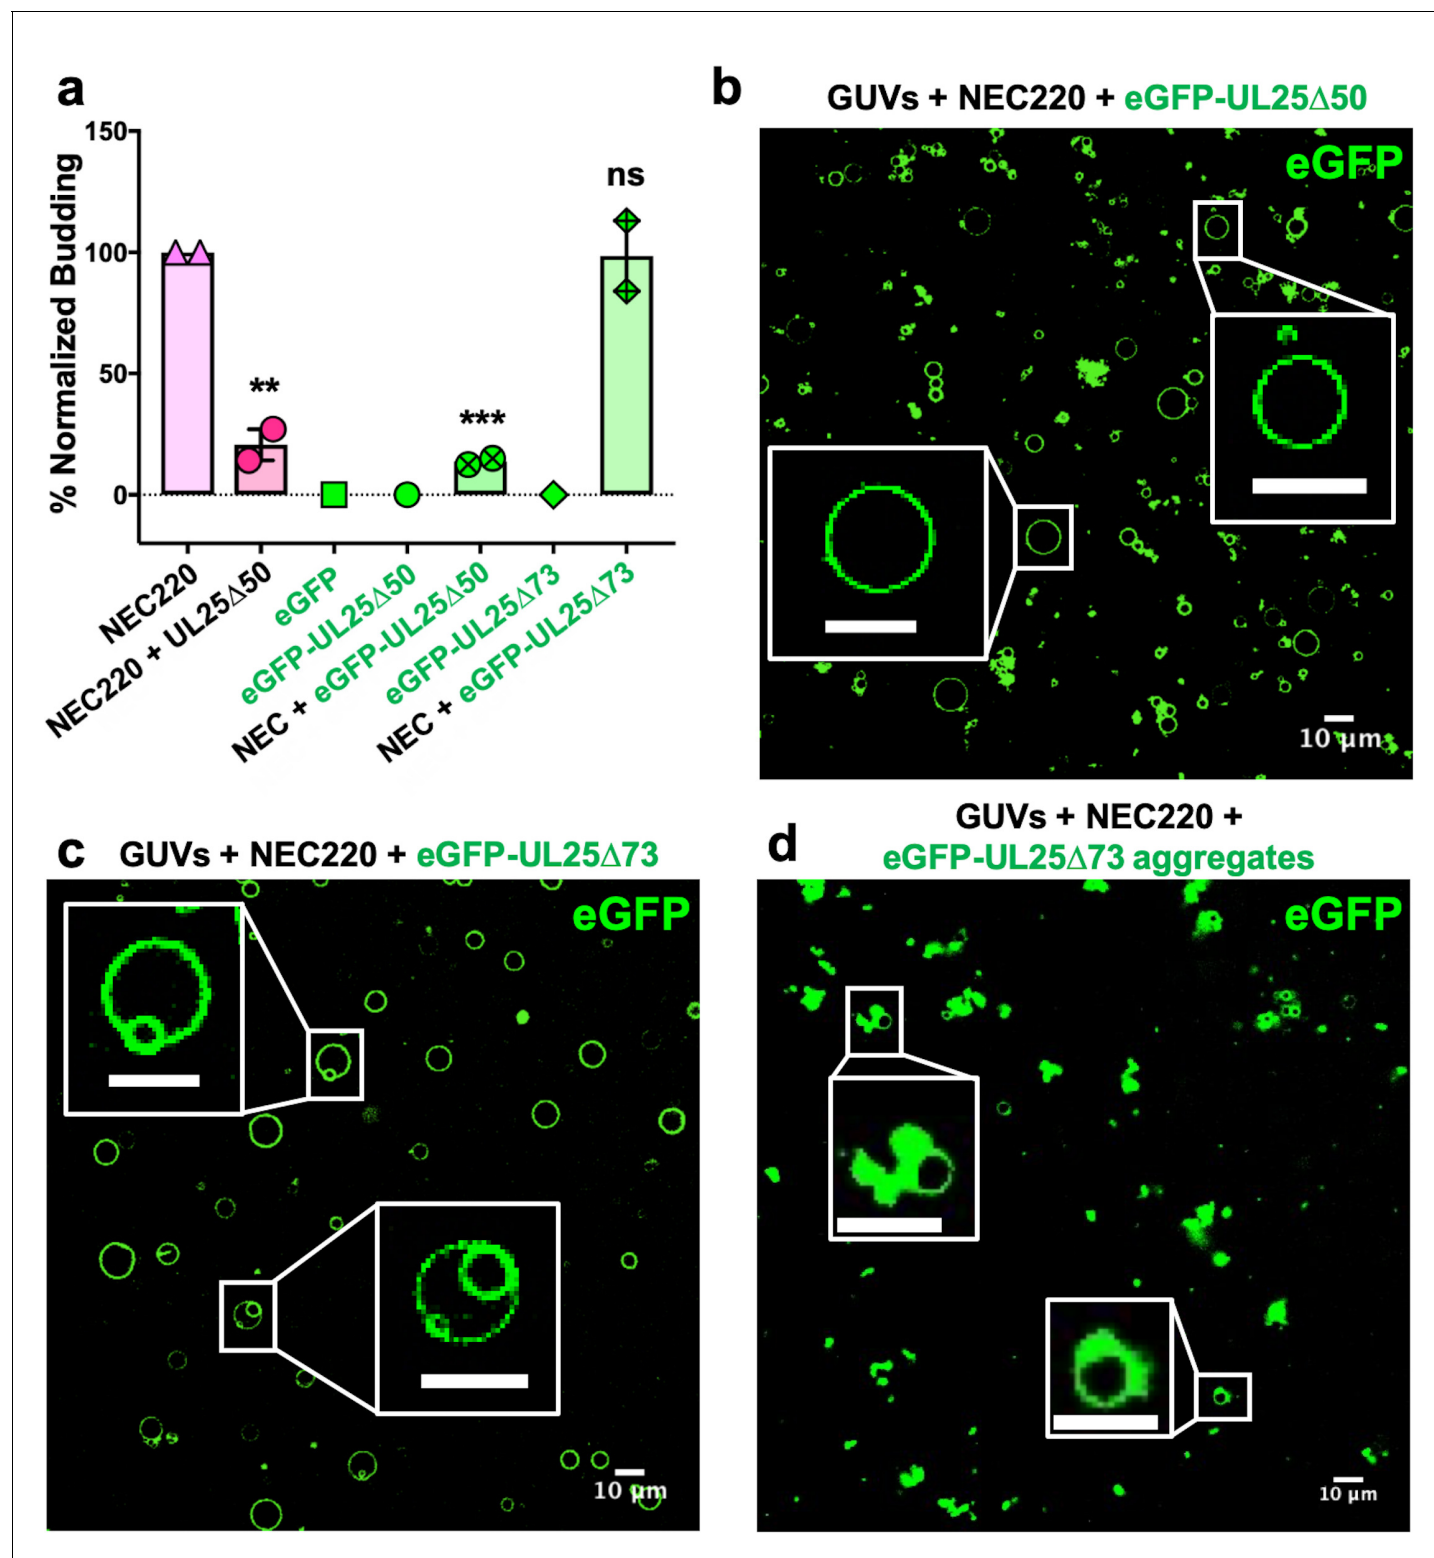 a
150
100
50
0
% Normalized Budding
**
***
ns
NEC220
NEC220 + UL25Δ50
eGFP
eGFP-UL25Δ50
NEC + eGFP-UL25Δ50
eGFP-UL25Δ73
NEC + eGFP-UL25Δ73
b
GUVs + NEC220 + eGFP-UL25Δ50
eGFP
10 μm
c
GUVs + NEC220 + eGFP-UL25Δ73
eGFP
10 μm
d
GUVs + NEC220 +
eGFP-UL25Δ73 aggregates
eGFP
10 μm